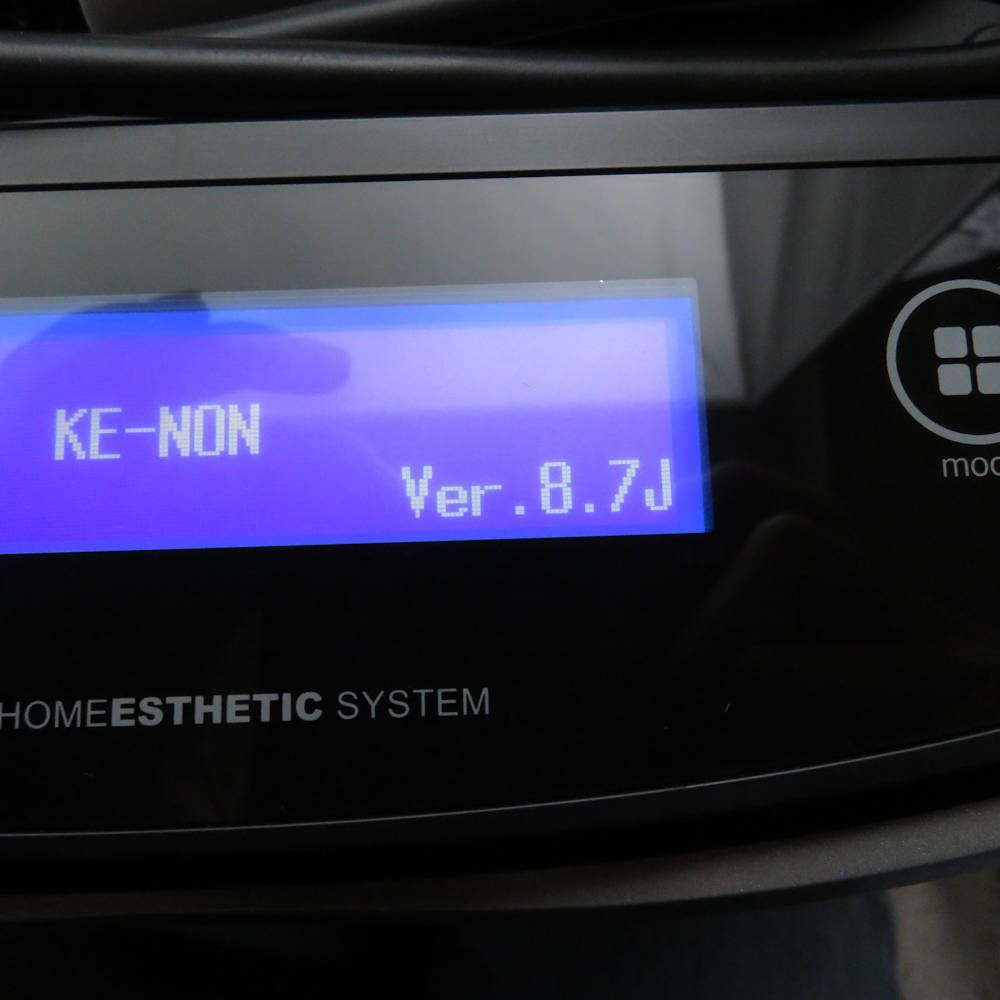 KE-NON
Ver.8.7J
HOMEESTHETIC SYSTEM